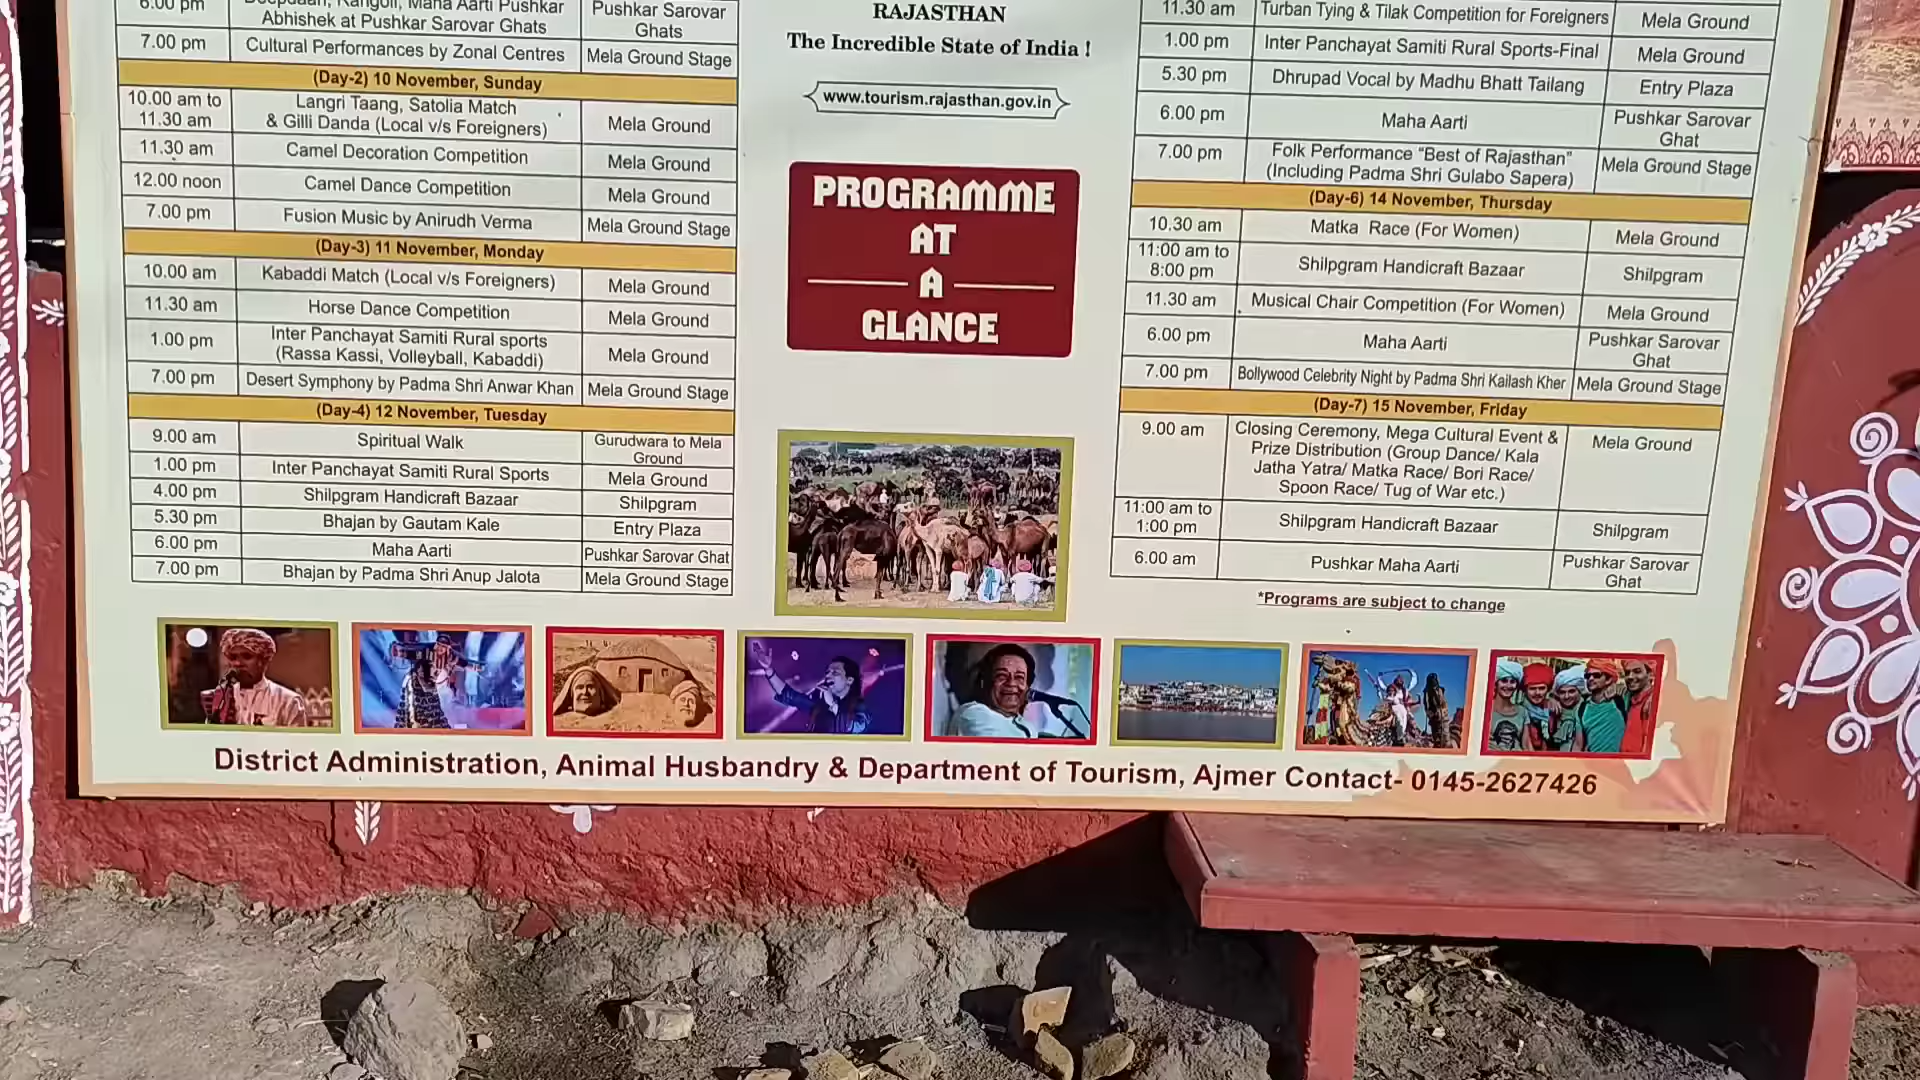 6.00 pm
Deepdaan, Rangoli, Maha Aarti Pushkar
Abhishek at Pushkar Sarovar Ghats
Pushkar Sarovar
Ghats
7.00 pm Cultural Performances by Zonal Centres Mela Ground Stage
(Day-2) 10 November, Sunday
10.00 am to
11.30 am
Langri Taang, Satolia Match
& Gilli Danda (Local v/s Foreigners)
Mela Ground
11.30 am Camel Decoration Competition Mela Ground
12.00 noon Camel Dance Competition Mela Ground
7.00 pm Fusion Music by Anirudh Verma Mela Ground Stage
(Day-3) 11 November, Monday
10.00 am Kabaddi Match (Local v/s Foreigners) Mela Ground
11.30 am Horse Dance Competition Mela Ground
1.00 pm
Inter Panchayat Samiti Rural sports
(Rassa Kassi, Volleyball, Kabaddi)
Mela Ground
7.00 pm Desert Symphony by Padma Shri Anwar Khan Mela Ground Stage
(Day-4) 12 November, Tuesday
9.00 am Spiritual Walk
Gurudwara to Mela
Ground
1.00 pm Inter Panchayat Samiti Rural Sports Mela Ground
4.00 pm Shilpgram Handicraft Bazaar Shilpgram
5.30 pm Bhajan by Gautam Kale Entry Plaza
6.00 pm Maha Aarti Pushkar Sarovar Ghat
7.00 pm Bhajan by Padma Shri Anup Jalota Mela Ground Stage
RAJASTHAN
The Incredible State of India !
www.tourism.rajasthan.gov.in
PROGRAMME
AT
A
GLANCE
11.30 am Turban Tying & Tilak Competition for Foreigners Mela Ground
1.00 pm Inter Panchayat Samiti Rural Sports-Final Mela Ground
5.30 pm Dhrupad Vocal by Madhu Bhatt Tailang Entry Plaza
6.00 pm Maha Aarti
Pushkar Sarovar
Ghat
7.00 pm
Folk Performance "Best of Rajasthan"
(Including Padma Shri Gulabo Sapera)
Mela Ground Stage
(Day-6) 14 November, Thursday
10.30 am Matka Race (For Women) Mela Ground
11:00 am to
8:00 pm
Shilpgram Handicraft Bazaar Shilpgram
11.30 am Musical Chair Competition (For Women) Mela Ground
6.00 pm Maha Aarti
Pushkar Sarovar
Ghat
7.00 pm Bollywood Celebrity Night by Padma Shri Kailash Kher Mela Ground Stage
(Day-7) 15 November, Friday
9.00 am
Closing Ceremony, Mega Cultural Event &
Prize Distribution (Group Dance/ Kala
Jatha Yatra/ Matka Race/ Bori Race/
Spoon Race/ Tug of War etc.)
Mela Ground
11:00 am to
1:00 pm
Shilpgram Handicraft Bazaar Shilpgram
6.00 am Pushkar Maha Aarti
Pushkar Sarovar
Ghat
*Programs are subject to change
District Administration, Animal Husbandry & Department of Tourism, Ajmer Contact- 0145-2627426